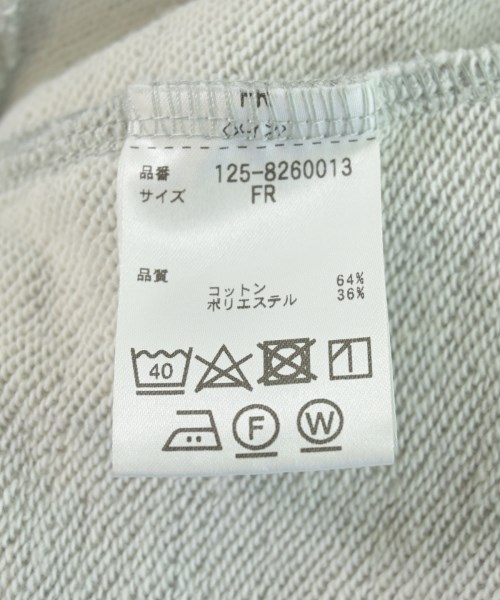 品番 125-8260013
サイズ FR
品質
コットン 64%
ポリエステル 36%
40
F W